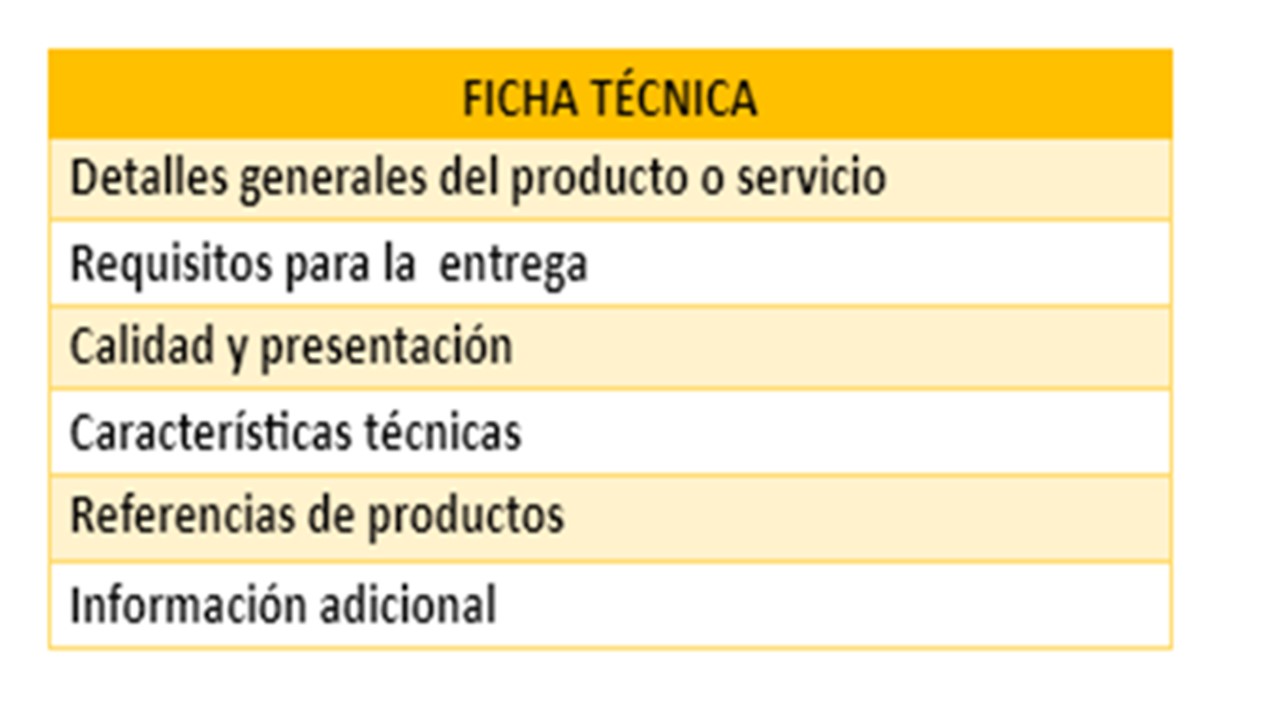 FICHA TÉCNICA
Detalles generales del producto o servicio
Requisitos para la  entrega
Calidad y presentación
Características técnicas
Referencias de productos
Información adicional